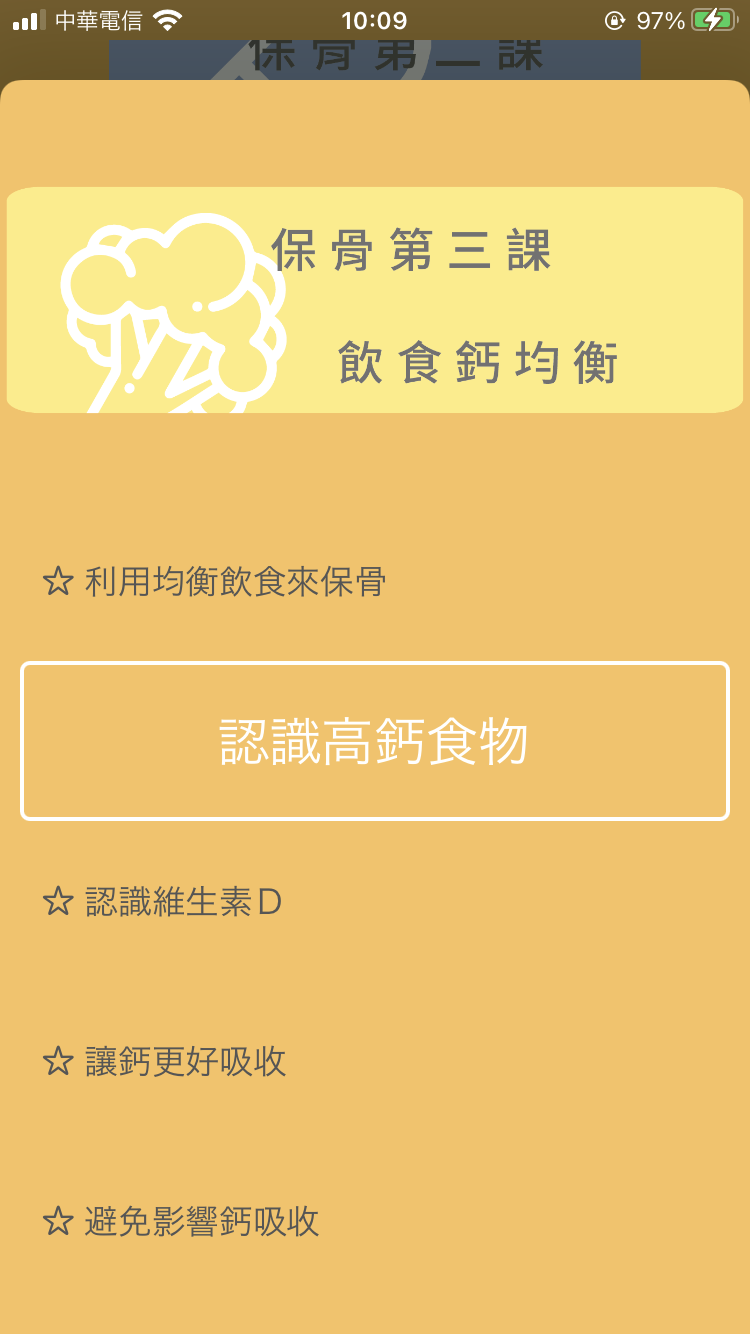 中華電信 10:09 97%
保骨第二課
保骨第三課
飲食鈣均衡
☆ 利用均衡飲食來保骨
認識高鈣食物
☆ 認識維生素D
☆ 讓鈣更好吸收
☆ 避免影響鈣吸收